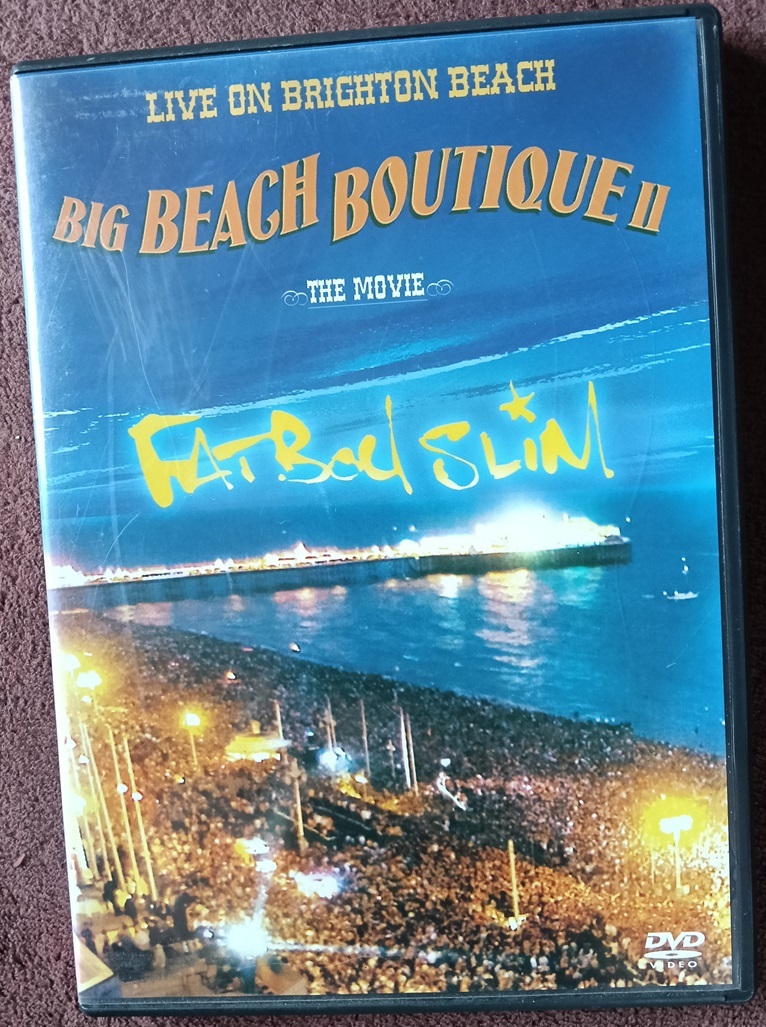 LIVE ON BRIGHTON BEACH
BIG BEACH BOUTIQUE II
THE MOVIE
FATBOY SLIM
DVD
VIDEO